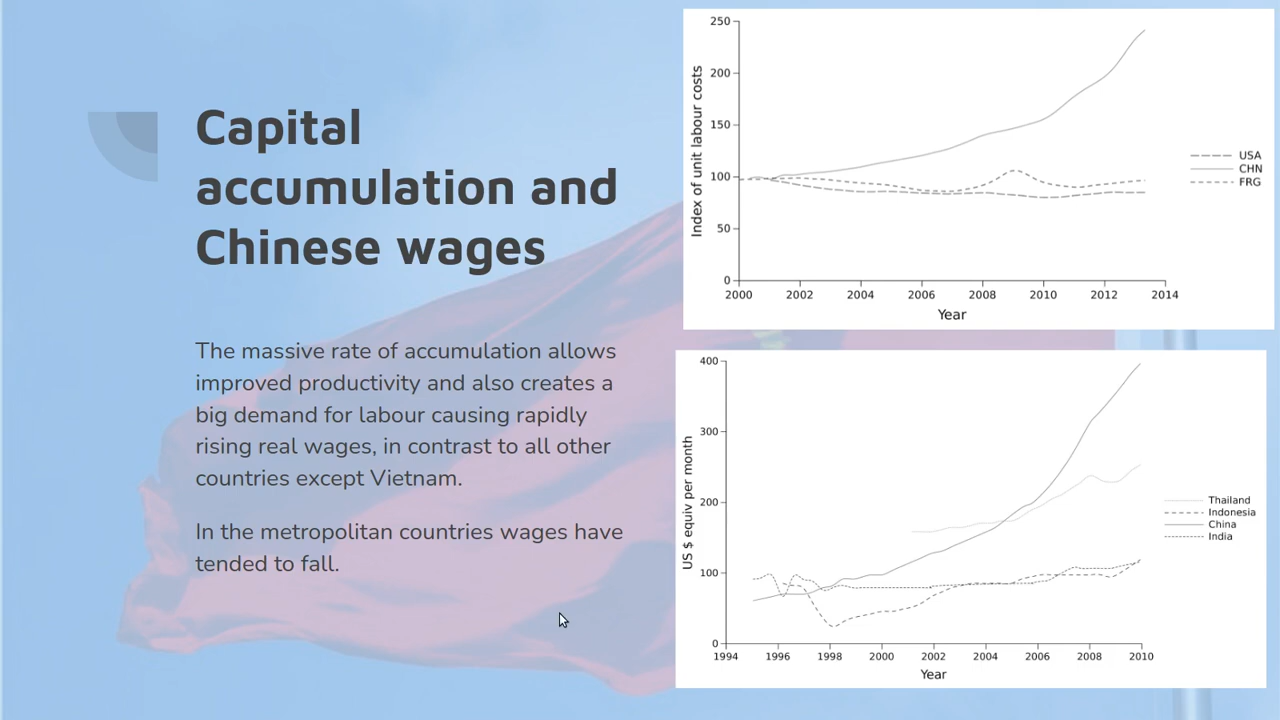 Capital
accumulation and
Chinese wages
The massive rate of accumulation allows
improved productivity and also creates a
big demand for labour causing rapidly
rising real wages, in contrast to all other
countries except Vietnam.
In the metropolitan countries wages have
tended to fall.
250
200
150
100
50
0
Index of unit labour costs
2000 2002 2004 2006 2008 2010 2012 2014
Year
USA
CHN
FRG
400
300
200
100
0
US $ equiv per month
1994 1996 1998 2000 2002 2004 2006 2008 2010
Year
Thailand
Indonesia
China
India